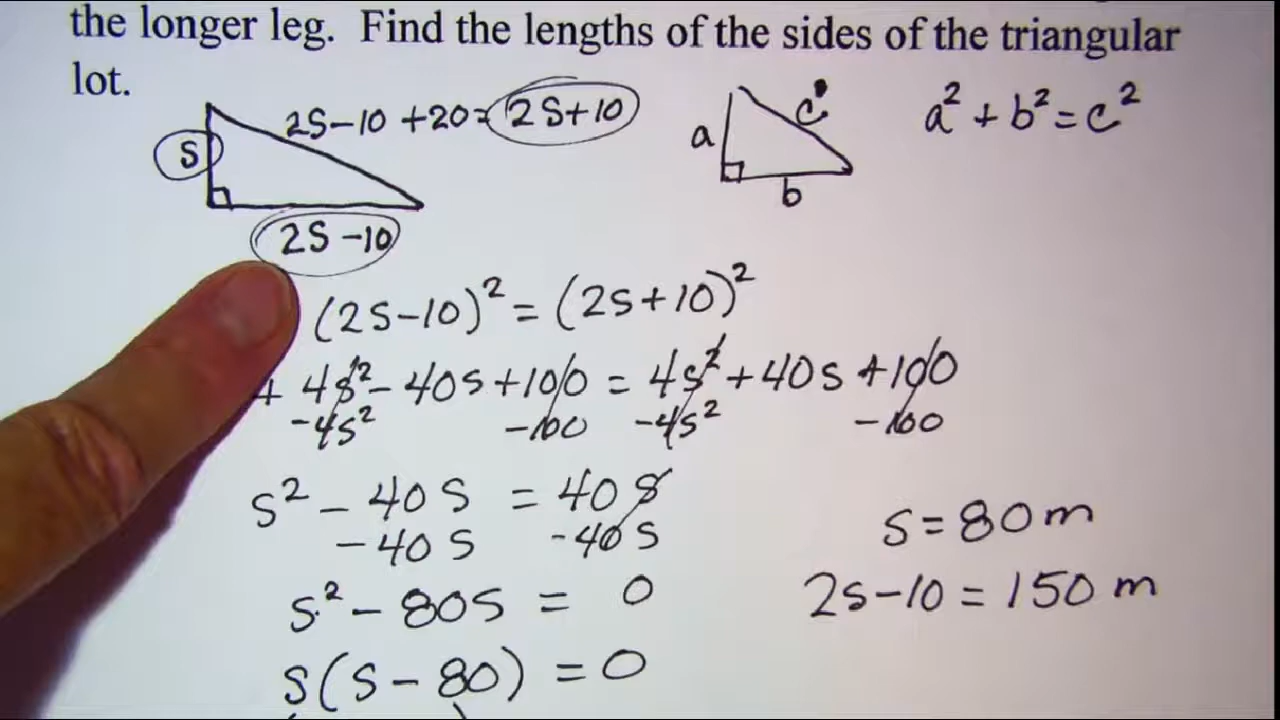 the longer leg. Find the lengths of the sides of the triangular
lot.
2S-10 +20= 2S+10
S
2S-10
a
c
b
a² + b² = c²
(2S-10)² = (2S+10)²
+ 4s² - 40s + 100 = 4s² + 40s + 100
-4s² -100 -4s² -100
s² - 40s = 40s
-40s -40s
s² - 80s = 0
s(s-80) = 0
s = 80 m
2s-10 = 150 m